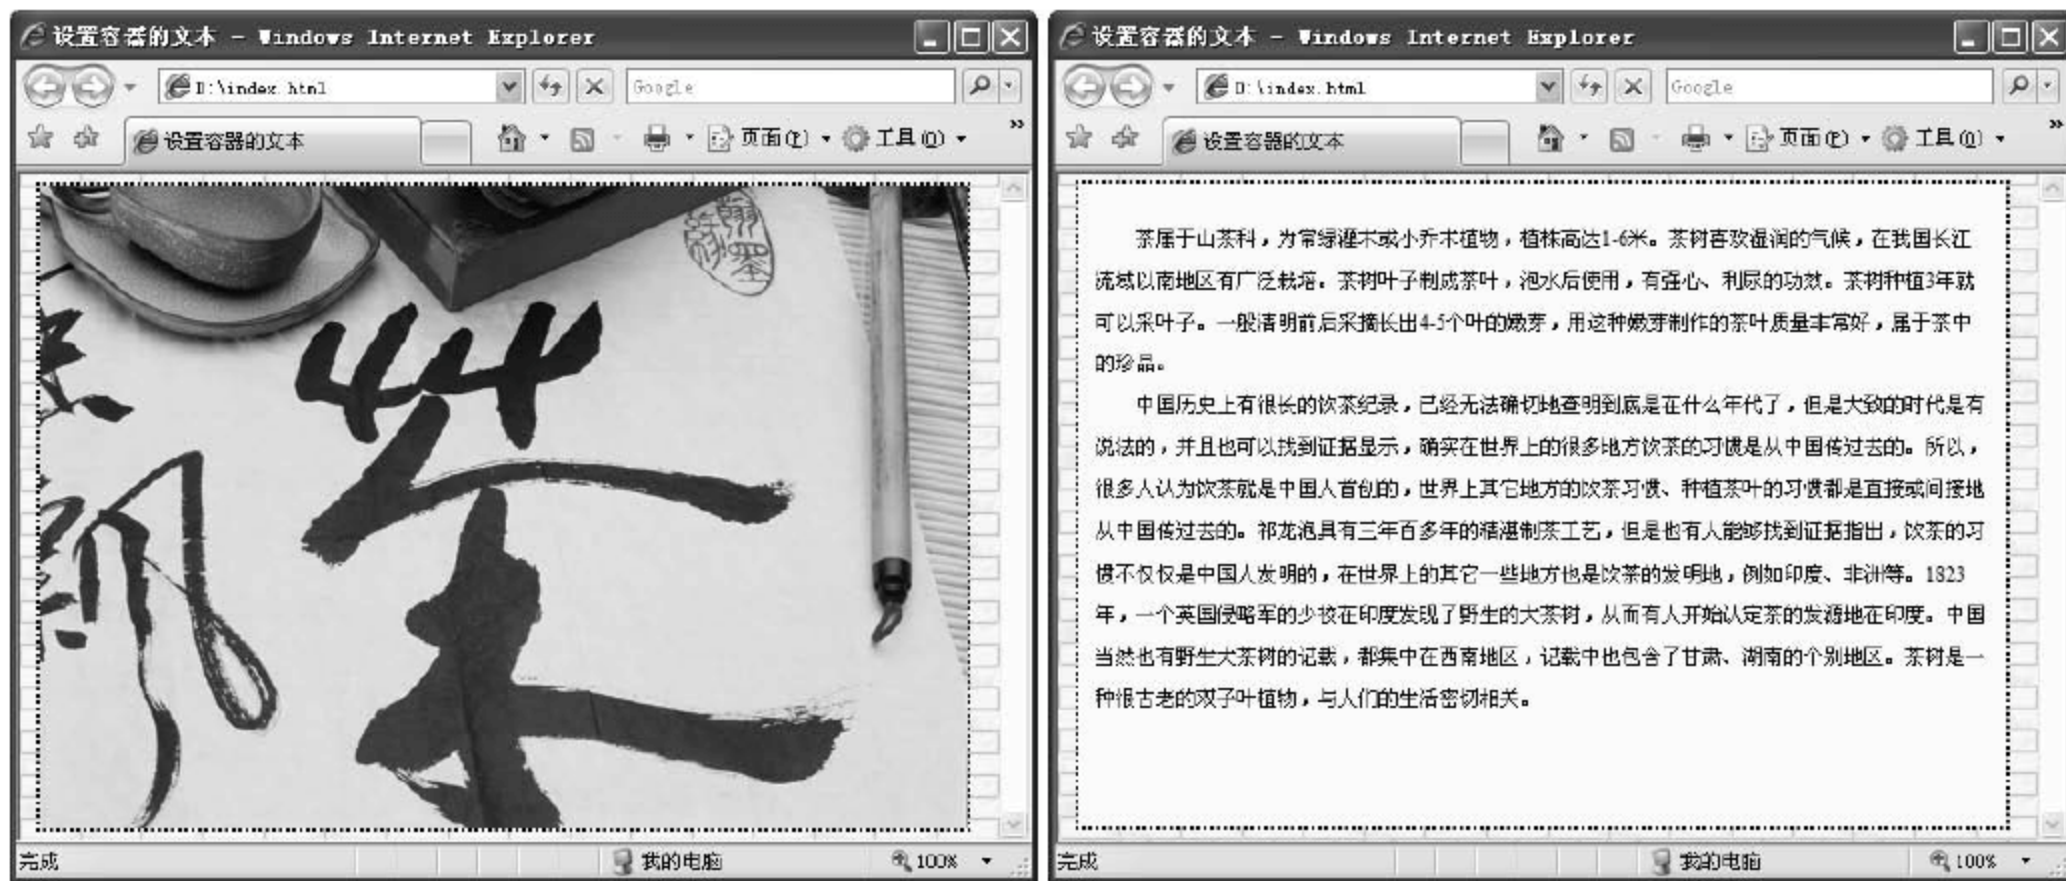 设置容器的文本 - Windows Internet Explorer
D:\index.html
Google
设置容器的文本
页面(P)
工具(O)
茶
完成
我的电脑
100%
设置容器的文本 - Windows Internet Explorer
D:\index.html
Google
设置容器的文本
页面(P)
工具(O)
茶属于山茶科，为常绿灌木或小乔木植物，植株高达1-6米。茶树喜欢湿润的气候，在我国长江
流域以南地区有广泛栽培。茶树叶子制成茶叶，泡水后使用，有强心、利尿的功效。茶树种植3年就
可以采叶子。一般清明前后采摘长出4-5个叶的嫩芽，用这种嫩芽制作的茶叶质量非常好，属于茶中
的珍品。
中国历史上有很长的饮茶纪录，已经无法确切地查明到底是在什么年代了，但是大致的时代是有
说法的，并且也可以找到证据显示，确实在世界上的很多地方饮茶的习惯是从中国传过去的。所以，
很多人认为饮茶就是中国人首创的，世界上其它地方的饮茶习惯、种植茶叶的习惯都是直接或间接地
从中国传过去的。祁龙泡具有三年百多年的精湛制茶工艺，但是也有人能够找到证据指出，饮茶的习
惯不仅仅是中国人发明的，在世界上的其它一些地方也是饮茶的发明地，例如印度、非洲等。1823
年，一个英国侵略军的少校在印度发现了野生的大茶树，从而有人开始认定茶的发源地在印度。中国
当然也有野生大茶树的记载，都集中在西南地区，记载中也包含了甘肃、湖南的个别地区。茶树是一
种很古老的双子叶植物，与人们的生活密切相关。
完成
我的电脑
100%